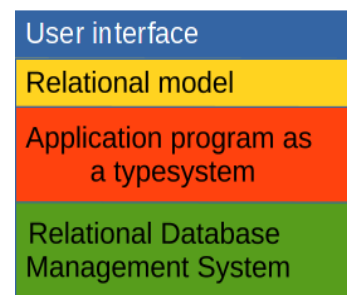 User interface
Relational model
Application program as
a typesystem
Relational Database
Management System